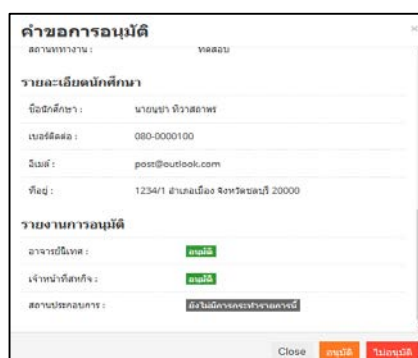 คำขอการอนุมัติ
สถานที่ทำงาน : ทดสอบ
รายละเอียดนักศึกษา
ชื่อนักศึกษา : นายนุชา ทิวาสถาพร
เบอร์ติดต่อ : 080-0000100
อีเมล์ : post@outlook.com
ที่อยู่ : 1234/1 อำเภอเมือง จังหวัดชลบุรี 20000
รายงานการอนุมัติ
อาจารย์นิเทศ : อนุมัติ
เจ้าหน้าที่สหกิจ : อนุมัติ
สถานประกอบการ : ยังไม่มีการกระทำรายการนี้
Close อนุมัติ ไม่อนุมัติ